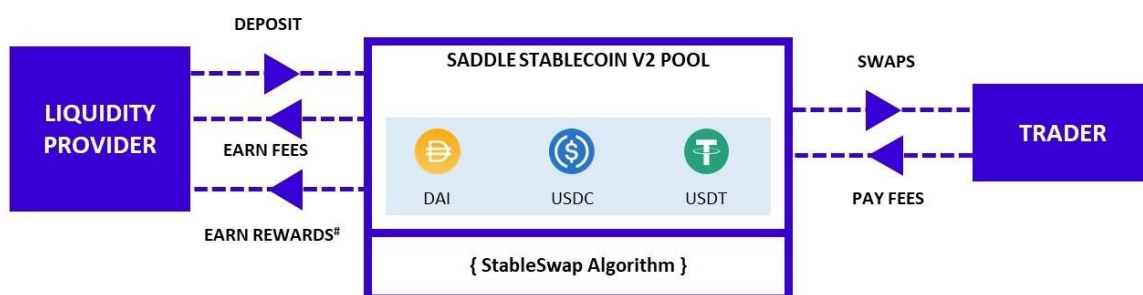 DEPOSIT
LIQUIDITY
PROVIDER
EARN FEES
EARN REWARDS#
SADDLE STABLECOIN V2 POOL
DAI
USDC
USDT
{ StableSwap Algorithm }
SWAPS
PAY FEES
TRADER